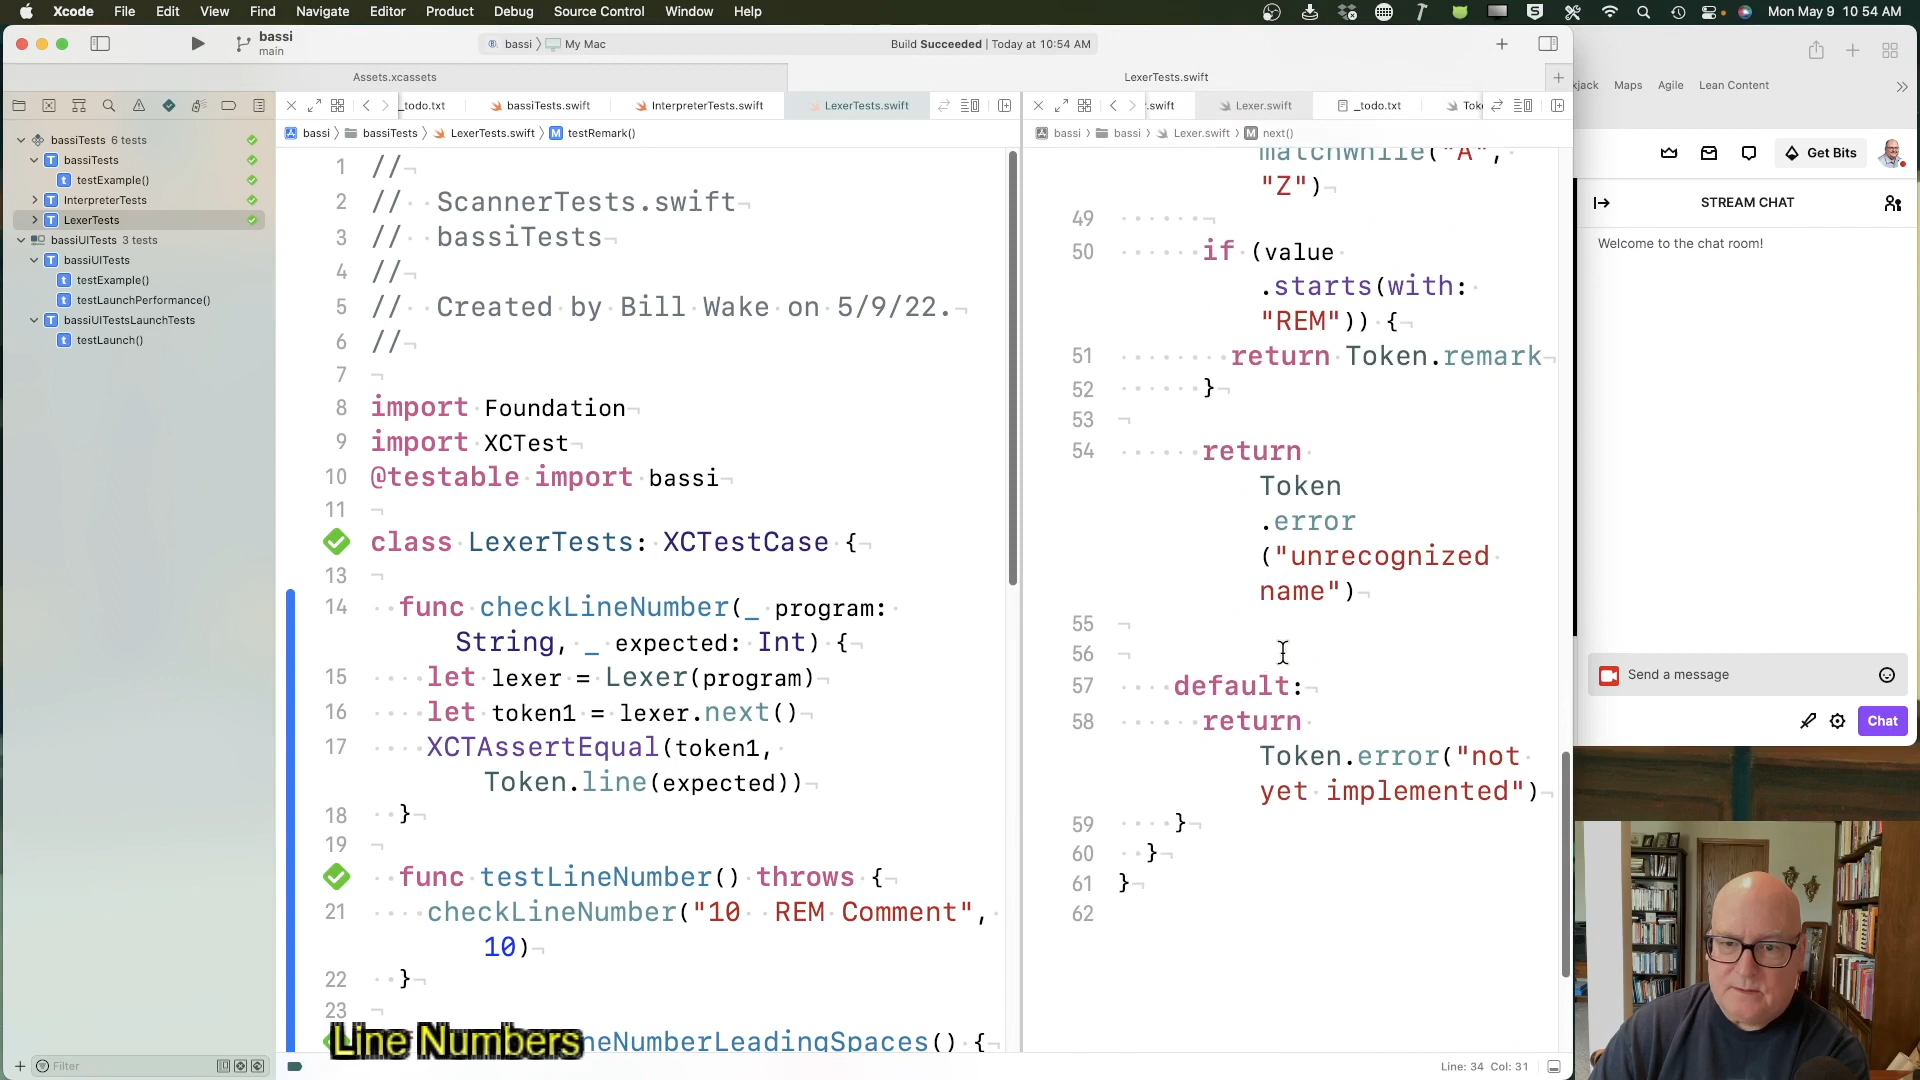 Xcode File Edit View Find Navigate Editor Product Debug Source Control Window Help Mon May 9 10:54 AM
bassi
main
bassi My Mac
Build Succeeded | Today at 10:54 AM
Assets.xcassets
LexerTests.swift
_todo.txt bassiTests.swift InterpreterTests.swift LexerTests.swift
.swift Lexer.swift _todo.txt Tok
bassi bassiTests LexerTests.swift M testRemark()
bassi bassi Lexer.swift M next()
bassiTests 6 tests
T bassiTests
t testExample()
T InterpreterTests
T LexerTests
bassiUITests 3 tests
T bassiUITests
t testExample()
t testLaunchPerformance()
T bassiUITestsLaunchTests
t testLaunch()
Filter
1 //
2 // ScannerTests.swift
3 // bassiTests
4 //
5 // Created by Bill Wake on 5/9/22.
6 //
7
8 import Foundation
9 import XCTest
10 @testable import bassi
11
class LexerTests: XCTestCase {
13
14 func checkLineNumber(_ program:
String, _ expected: Int) {
15 let lexer = Lexer(program)
16 let token1 = lexer.next()
17 XCTAssertEqual(token1,
Token.line(expected))
18 }
19
func testLineNumber() throws {
21 checkLineNumber("10 REM Comment",
10)
22 }
23
neNumberLeadingSpaces() {
Line Numbers
matchWhile("A",
"Z")
49
50 if (value
.starts(with:
"REM")) {
51 return Token.remark
52 }
53
54 return
Token
.error
("unrecognized
name")
55
56
57 default:
58 return
Token.error("not
yet implemented")
59 }
60 }
61 }
62
Line: 34 Col: 31
kjack Maps Agile Lean Content
Get Bits
STREAM CHAT
Welcome to the chat room!
Send a message
Chat